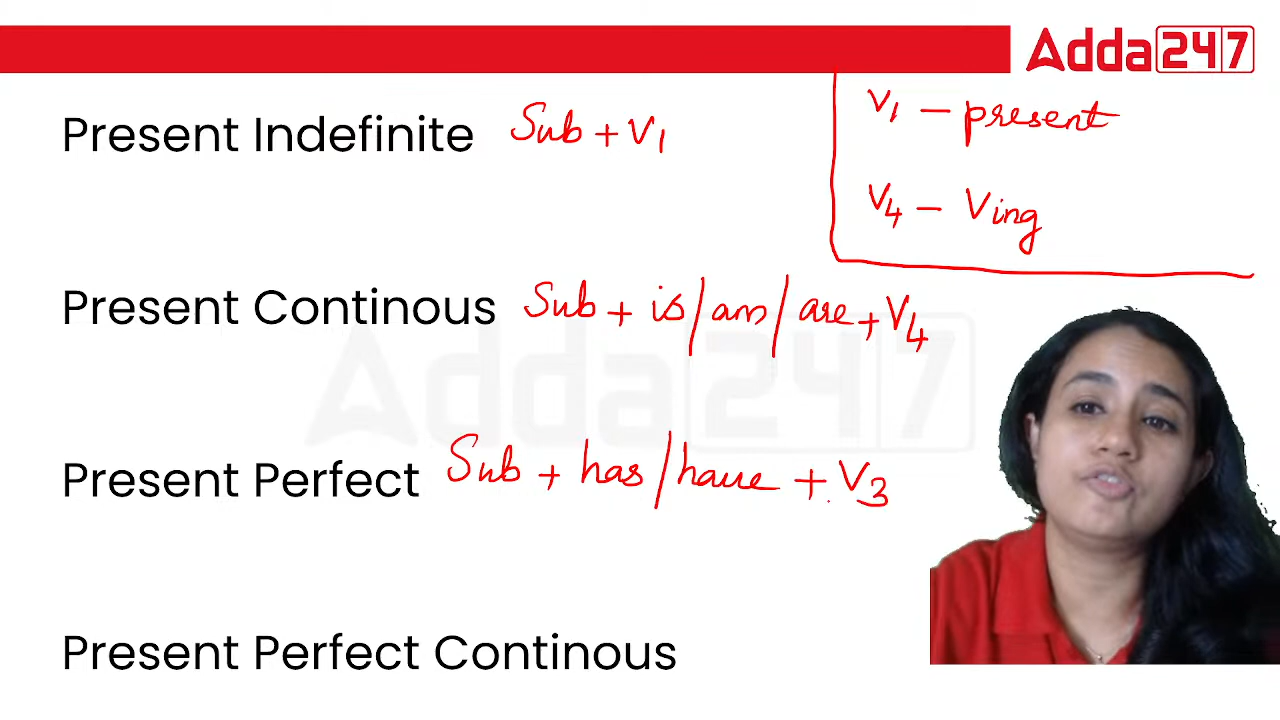 Adda247
Present Indefinite Sub + V1
V1 – present
V4 – Ving
Present Continous Sub + is/am/are + V4
Adda247
Present Perfect Sub + has/have + V3
Present Perfect Continous